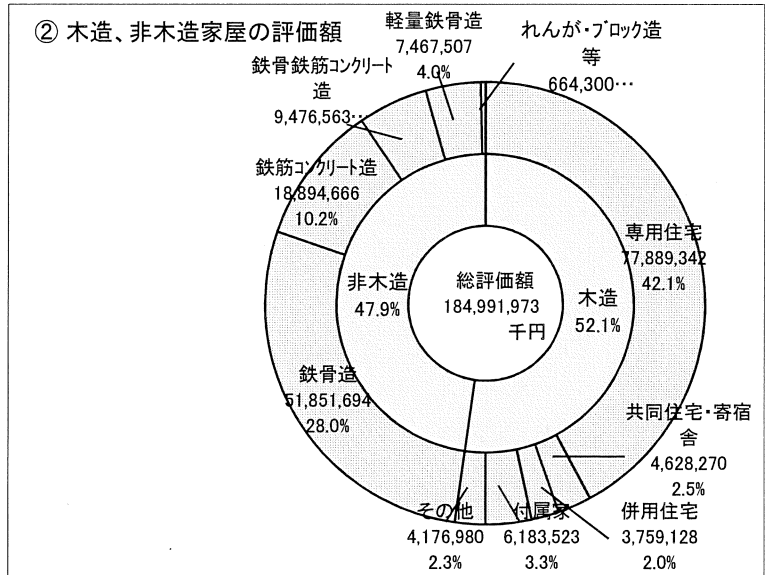 ② 木造、非木造家屋の評価額
軽量鉄骨造
7,467,507
4.0%
れんが・ブロック造
等
664,300…
鉄骨鉄筋コンクリート
造
9,476,563…
鉄筋コンクリート造
18,894,666
10.2%
専用住宅
77,889,342
42.1%
非木造
47.9%
総評価額
184,991,973
千円
木造
52.1%
鉄骨造
51,851,694
28.0%
共同住宅・寄宿
舎
4,628,270
2.5%
その他
4,176,980
2.3%
付属家
6,183,523
3.3%
併用住宅
3,759,128
2.0%